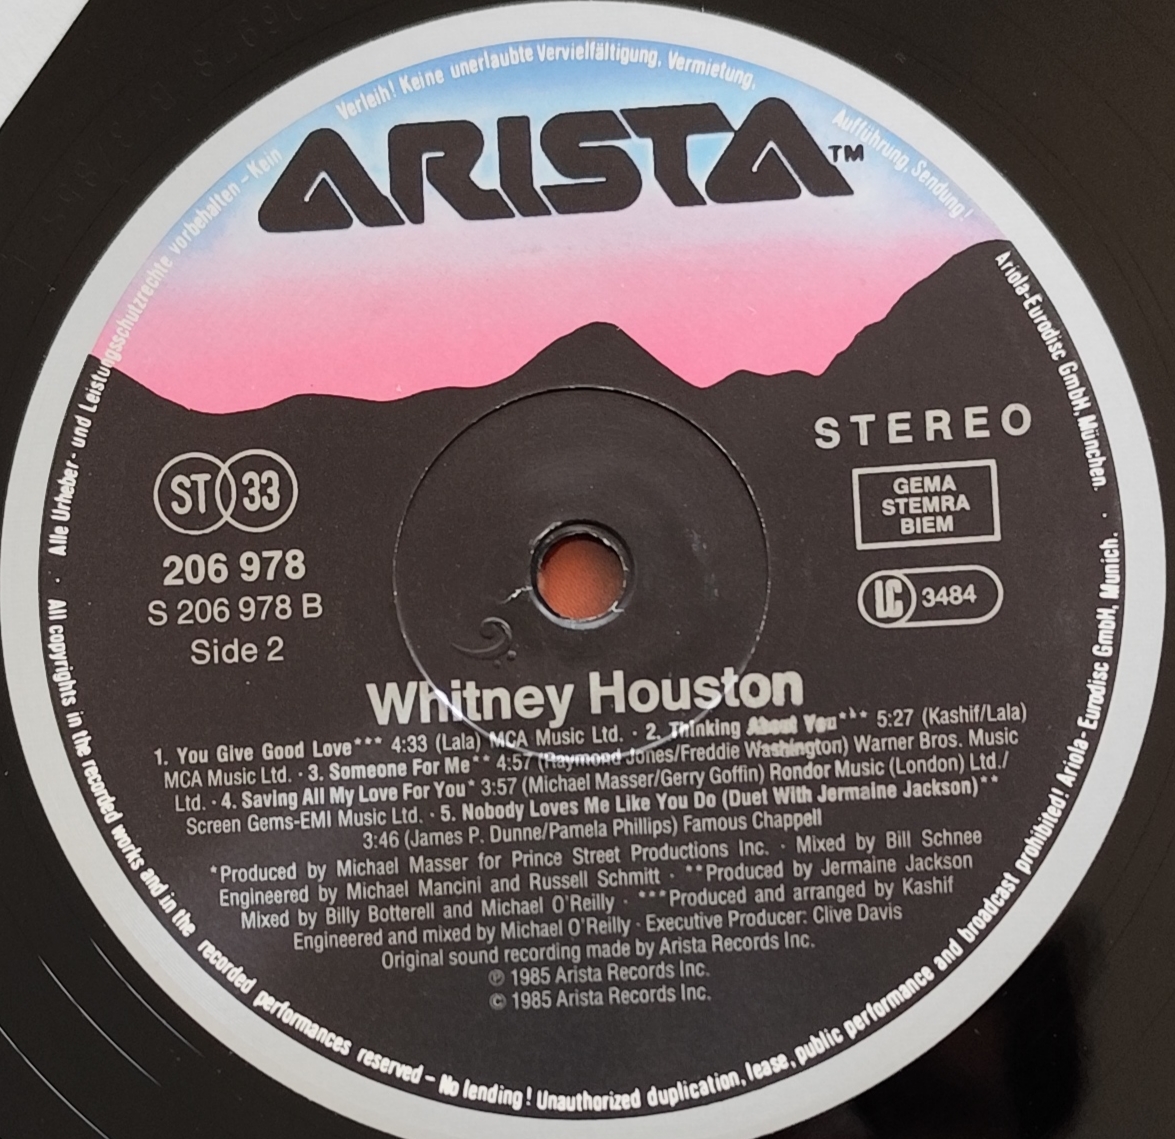 Alle Urheber- und Leistungsschutzrechte vorbehalten – Kein Verleih! Keine unerlaubte Vervielfältigung, Vermietung, Aufführung, Sendung! Ariola-Eurodisc GmbH, München.
ARISTA™
STEREO
GEMA
STEMRA
BIEM
LC 3484
ST 33
206 978
S 206 978 B
Side 2
Whitney Houston
1. You Give Good Love*** 4:33 (Lala) MCA Music Ltd. · 2. Thinking About You*** 5:27 (Kashif/Lala)
MCA Music Ltd. · 3. Someone For Me** 4:57 (Raymond Jones/Freddie Washington) Warner Bros. Music
Ltd. · 4. Saving All My Love For You* 3:57 (Michael Masser/Gerry Goffin) Rondor Music (London) Ltd./
Screen Gems-EMI Music Ltd. · 5. Nobody Loves Me Like You Do (Duet With Jermaine Jackson)**
3:46 (James P. Dunne/Pamela Phillips) Famous Chappell
*Produced by Michael Masser for Prince Street Productions Inc. · Mixed by Bill Schnee
Engineered by Michael Mancini and Russell Schmitt · **Produced by Jermaine Jackson
Mixed by Billy Botterell and Michael O'Reilly · ***Produced and arranged by Kashif
Engineered and mixed by Michael O'Reilly · Executive Producer: Clive Davis
Original sound recording made by Arista Records Inc.
℗ 1985 Arista Records Inc.
© 1985 Arista Records Inc.
· All copyrights in the recorded works and in the recorded performances reserved – No lending! Unauthorized duplication, lease, public performance and broadcast prohibited! Ariola-Eurodisc GmbH, Munich. ·